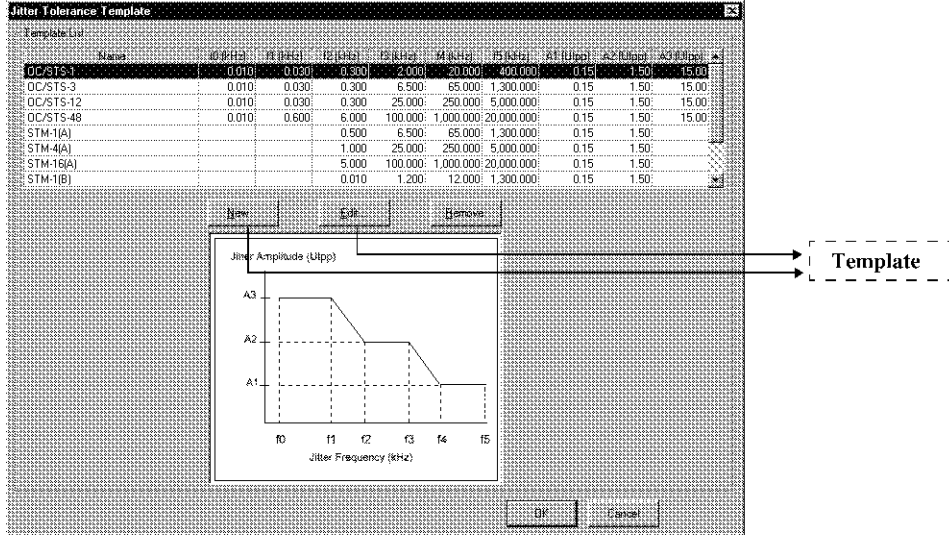 Jitter Tolerance Template
Template List
Name f0 (kHz) f1 (kHz) f2 (kHz) f3 (kHz) f4 (kHz) f5 (kHz) A1 (UIpp) A2 (UIpp) A3 (UIpp)
OC/STS-1 0.010 0.030 0.300 2.000 20.000 400.000 0.15 1.50 15.00
OC/STS-3 0.010 0.030 0.300 6.500 65.000 1,300.000 0.15 1.50 15.00
OC/STS-12 0.010 0.030 0.300 25.000 250.000 5,000.000 0.15 1.50 15.00
OC/STS-48 0.010 0.600 6.000 100.000 1,000.000 20,000.000 0.15 1.50 15.00
STM-1(A) 0.500 6.500 65.000 1,300.000 0.15 1.50
STM-4(A) 1.000 25.000 250.000 5,000.000 0.15 1.50
STM-16(A) 5.000 100.000 1,000.000 20,000.000 0.15 1.50
STM-1(B) 0.010 1.200 12.000 1,300.000 0.15 1.50
New Edit Remove
Jitter Amplitude (UIpp)
Template
A3
A2
A1
f0 f1 f2 f3 f4 f5
Jitter Frequency (kHz)
OK Cancel